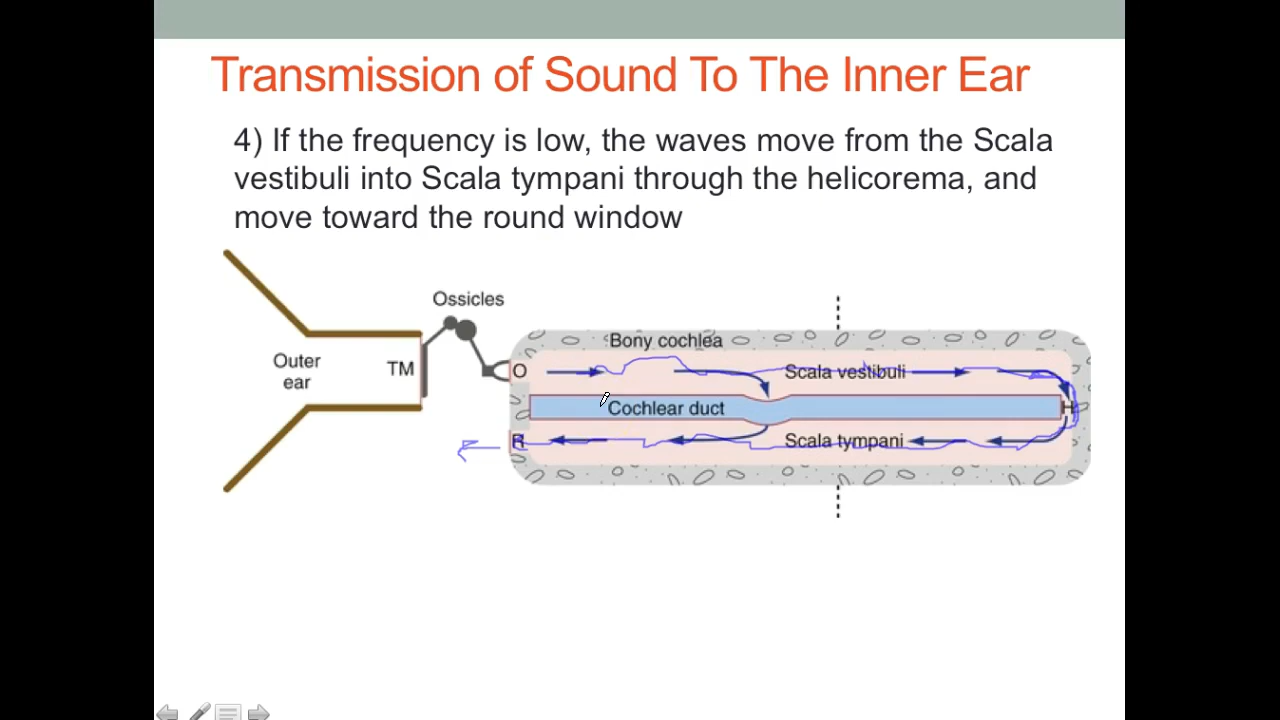 Transmission of Sound To The Inner Ear
4) If the frequency is low, the waves move from the Scala
vestibuli into Scala tympani through the helicorema, and
move toward the round window
Ossicles
Bony cochlea
Outer
ear
TM
O
Scala vestibuli
Cochlear duct
H
R
Scala tympani